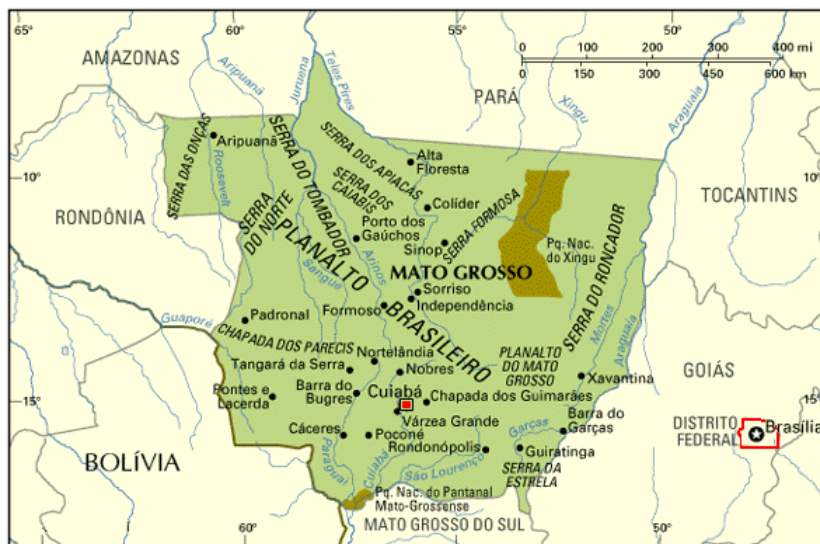 65°
60°
55°
50°
0 100 200 300 400 mi
0 150 300 450 600 km
AMAZONAS
Aripuanã
Juruena
Teles Pires
PARÁ
Xingu
Araguaia
SERRA DAS ONÇAS
Aripuanã
Roosevelt
SERRA DO TOMBADOR
SERRA DOS APIACAS
Alta
Floresta
10°
10°
RONDÔNIA
SERRA
DO NORTE
SERRA DOS
CAIABIS
Colíder
TOCANTINS
Porto dos
Gaúchos
Sinop
SERRA FORMOSA
Pq. Nac.
do Xingu
SERRA DO RONCADOR
PLANALTO
BRASILEIRO
Sangue
Arinos
MATO GROSSO
Sorriso
Independência
Formoso
Guaporé
Padronal
CHAPADA DOS PARECIS
Mortes
Araguaia
Nortelândia
Tangará da Serra
Nobres
PLANALTO
DO MATO
GROSSO
GOIÁS
Xavantina
Pontes e
Lacerda
Barra do
Bugres
Cuiabá
Chapada dos Guimarães
15°
15°
Várzea Grande
Barra do
Garças
Garças
DISTRITO
FEDERAL
Brasília
Cáceres
Poconé
Rondonópolis
Guiratinga
BOLÍVIA
Paraguai
Cuiabá
São Lourenço
SERRA DA
ESTRELA
Pq. Nac. do Pantanal
Mato-Grossense
MATO GROSSO DO SUL
60°
50°